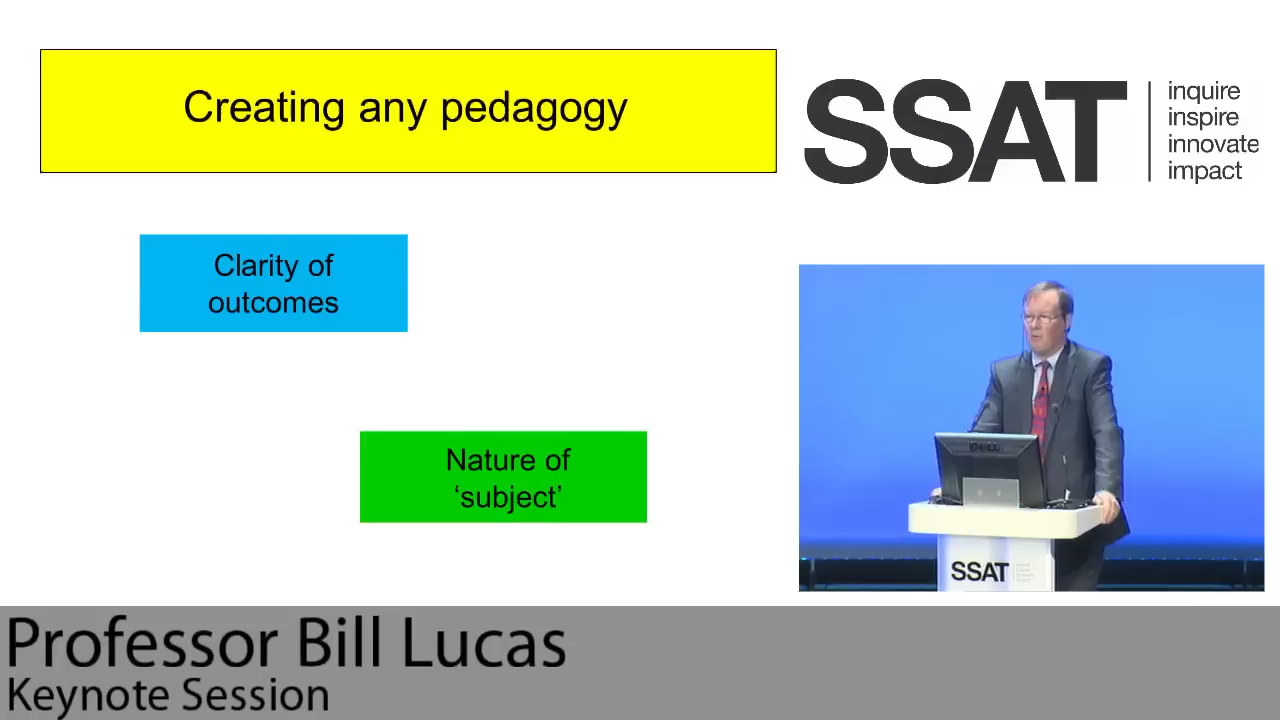 Creating any pedagogy
SSAT
inquire
inspire
innovate
impact
Clarity of
outcomes
Nature of
‘subject’
DELL
SSAT
Professor Bill Lucas
Keynote Session